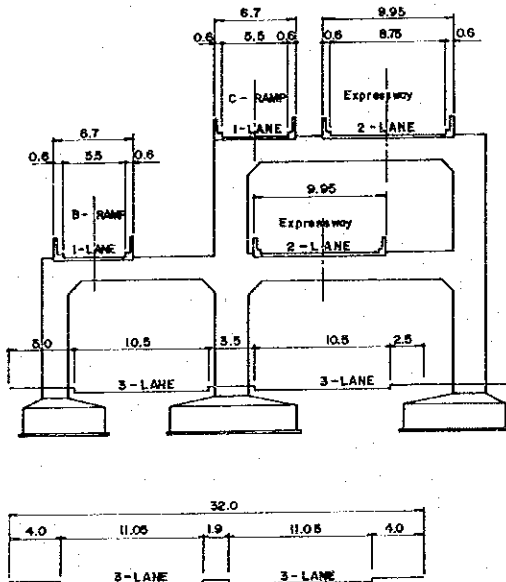 6.7 9.95
0.6 5.5 0.6 0.6 8.75 0.6
C - RAMP Expressway
1-LANE 2-LANE
6.7
0.6 5.5 0.6
B - RAMP
1-LANE
9.95
Expressway
2-LANE
5.0 10.5 3.5 10.5 2.5
3-LANE 3-LANE
32.0
4.0 11.05 1.9 11.05 4.0
3-LANE 3-LANE